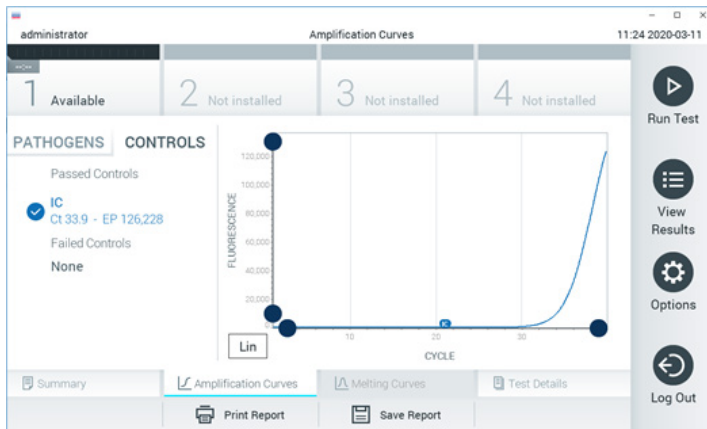 administrator
Amplification Curves
11:24 2020-03-11
--:--
1 Available
2 Not installed
3 Not installed
4 Not installed
Run Test
PATHOGENS
CONTROLS
Passed Controls
IC
Ct 33.9 - EP 126,228
Failed Controls
None
FLUORESCENCE
120,000
100,000
80,000
60,000
40,000
20,000
0
IC
10
20
30
CYCLE
Lin
View
Results
Options
Log Out
Summary
Amplification Curves
Melting Curves
Test Details
Print Report
Save Report